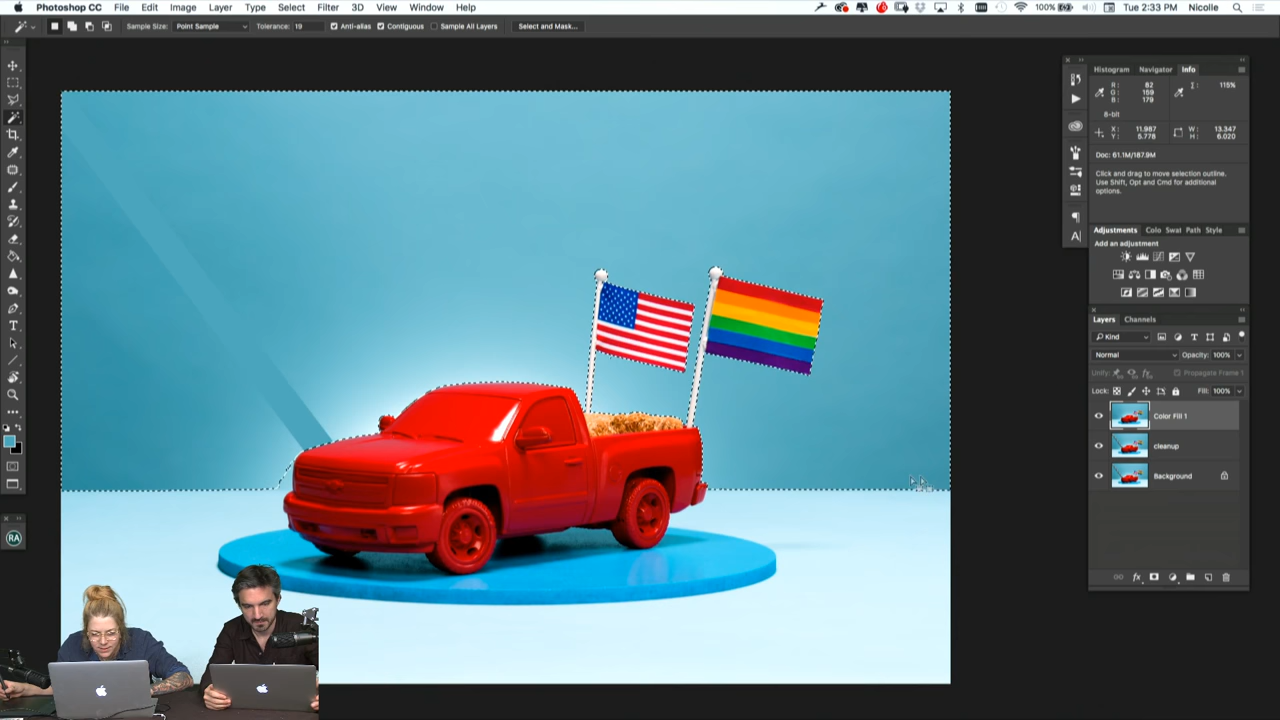 Photoshop CC File Edit Image Layer Type Select Filter 3D View Window Help 100% Tue 2:33 PM Nicolle
Sample Size: Point Sample Tolerance: 19 Anti-alias Contiguous Sample All Layers Select and Mask...
Histogram Navigator Info
R: 82
G: 159
B: 179
Σ: 115%
8-bit
X: 11.987
Y: 5.778
W: 13.347
H: 6.020
Doc: 61.1M/187.9M
Click and drag to move selection outline.
Use Shift, Opt and Cmd for additional
options.
Adjustments Colo Swat Path Style
Add an adjustment
Layers Channels
Kind
Normal Opacity: 100%
Unify: Propagate Frame 1
Lock: Fill: 100%
Color Fill 1
cleanup
Background
RA